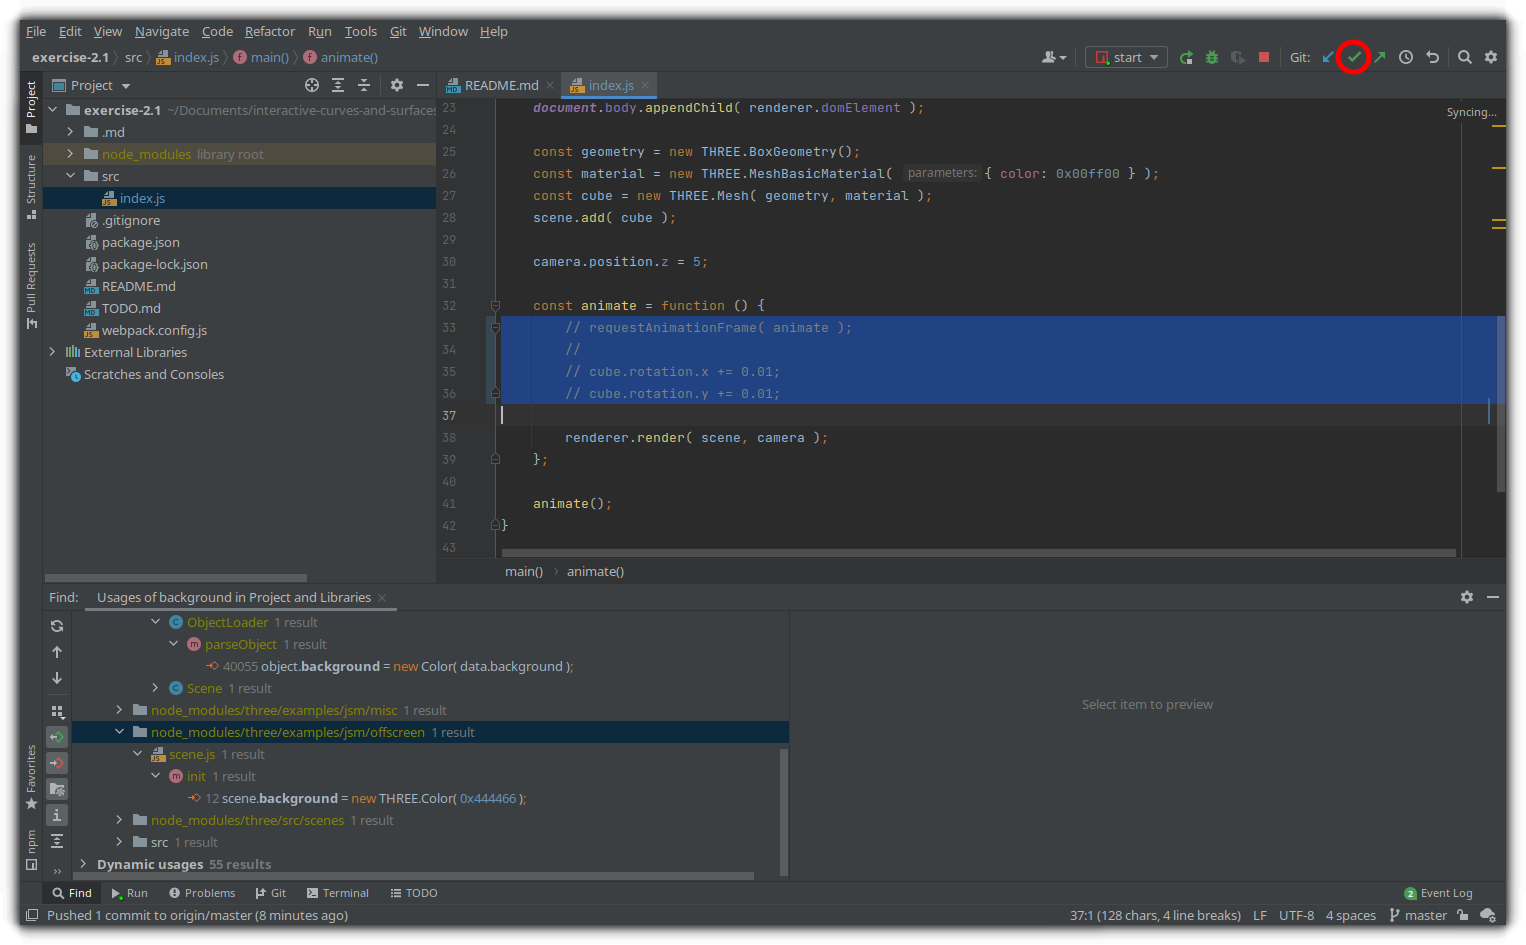 File Edit View Navigate Code Refactor Run Tools Git Window Help
exercise-2.1 src index.js main() animate() start Git:
Project README.md index.js
Project
Structure
Pull Requests
Favorites
npm
exercise-2.1 ~/Documents/interactive-curves-and-surfaces
.md
node_modules library root
src
index.js
.gitignore
package.json
package-lock.json
README.md
TODO.md
webpack.config.js
External Libraries
Scratches and Consoles
Syncing...
23 document.body.appendChild( renderer.domElement );
24
25 const geometry = new THREE.BoxGeometry();
26 const material = new THREE.MeshBasicMaterial( parameters: { color: 0x00ff00 } );
27 const cube = new THREE.Mesh( geometry, material );
28 scene.add( cube );
29
30 camera.position.z = 5;
31
32 const animate = function () {
33 // requestAnimationFrame( animate );
34 //
35 // cube.rotation.x += 0.01;
36 // cube.rotation.y += 0.01;
37
38 renderer.render( scene, camera );
39 };
40
41 animate();
42 }
43
main() animate()
Find: Usages of background in Project and Libraries
ObjectLoader 1 result
parseObject 1 result
40055 object.background = new Color( data.background );
Scene 1 result
node_modules/three/examples/jsm/misc 1 result
node_modules/three/examples/jsm/offscreen 1 result
scene.js 1 result
init 1 result
12 scene.background = new THREE.Color( 0x444466 );
node_modules/three/src/scenes 1 result
src 1 result
Dynamic usages 55 results
Select item to preview
Find Run Problems Git Terminal TODO 2 Event Log
Pushed 1 commit to origin/master (8 minutes ago) 37:1 (128 chars, 4 line breaks) LF UTF-8 4 spaces master